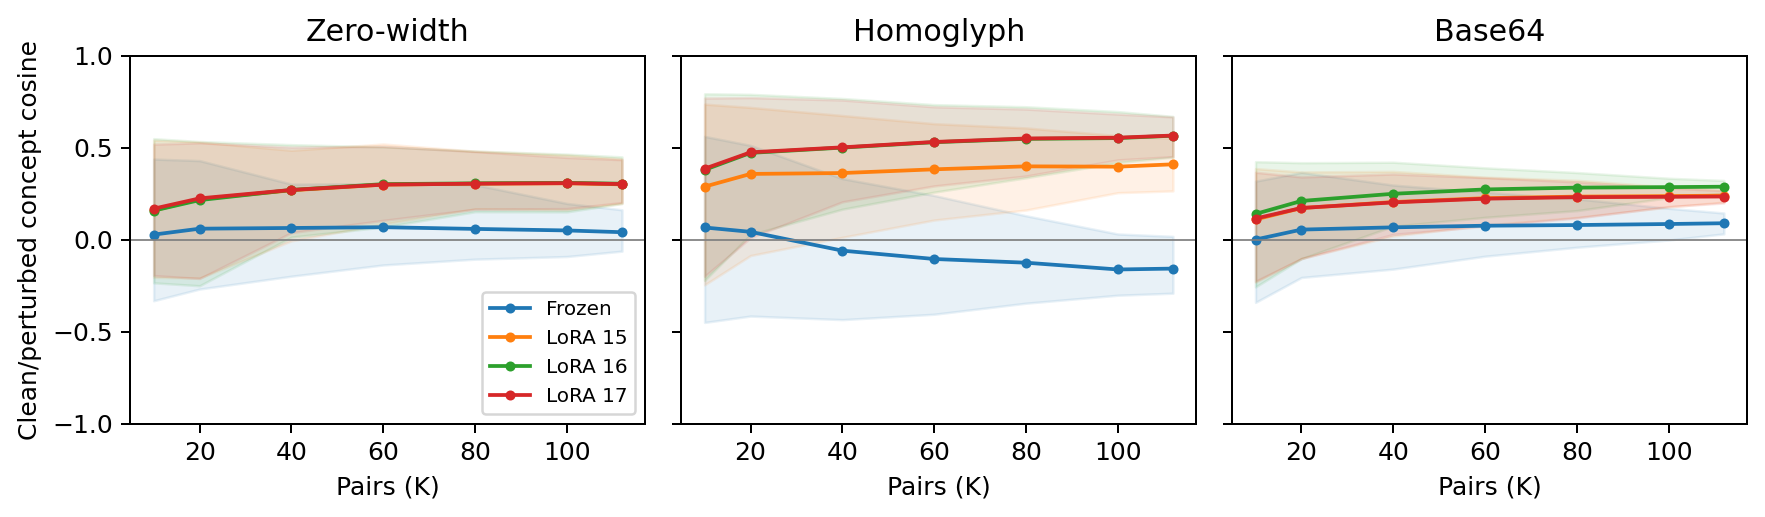 Zero-width
Homoglyph
Base64
Clean/perturbed concept cosine
1.0
0.5
0.0
−0.5
−1.0
Frozen
LoRA 15
LoRA 16
LoRA 17
20 40 60 80 100
20 40 60 80 100
20 40 60 80 100
Pairs (K)
Pairs (K)
Pairs (K)